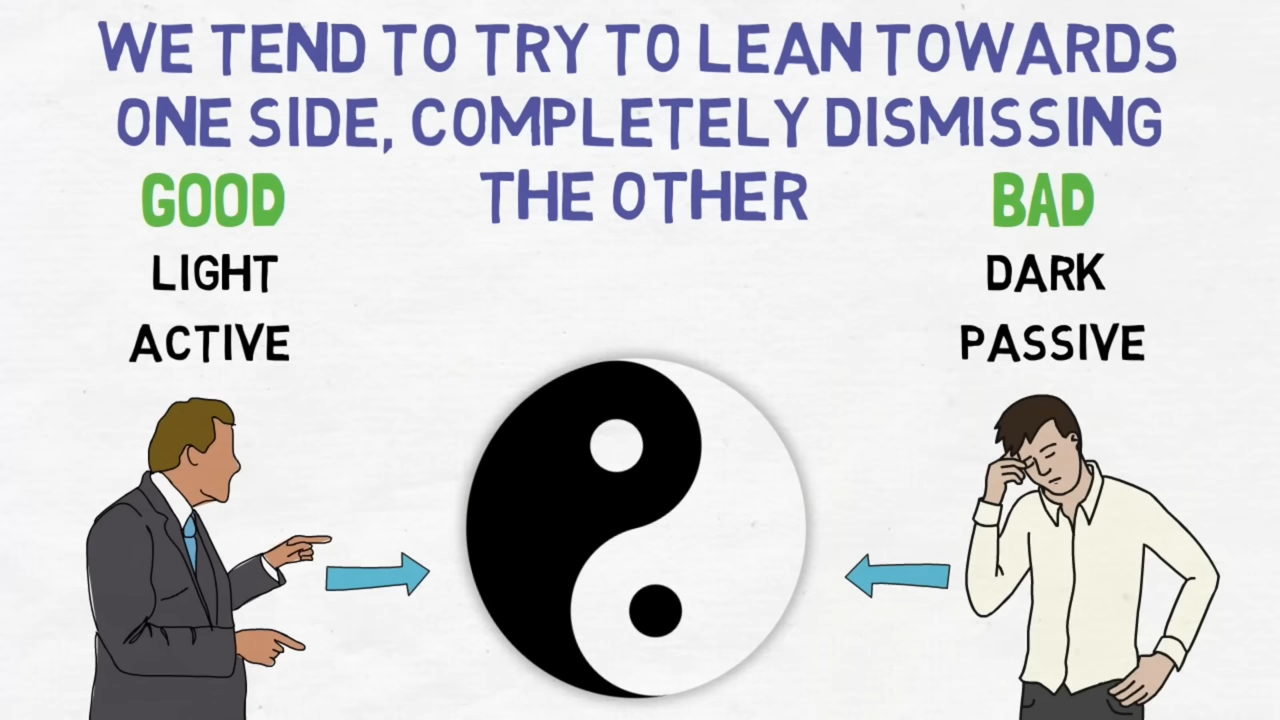 WE TEND TO TRY TO LEAN TOWARDS
ONE SIDE, COMPLETELY DISMISSING
THE OTHER
GOOD
LIGHT
ACTIVE
BAD
DARK
PASSIVE